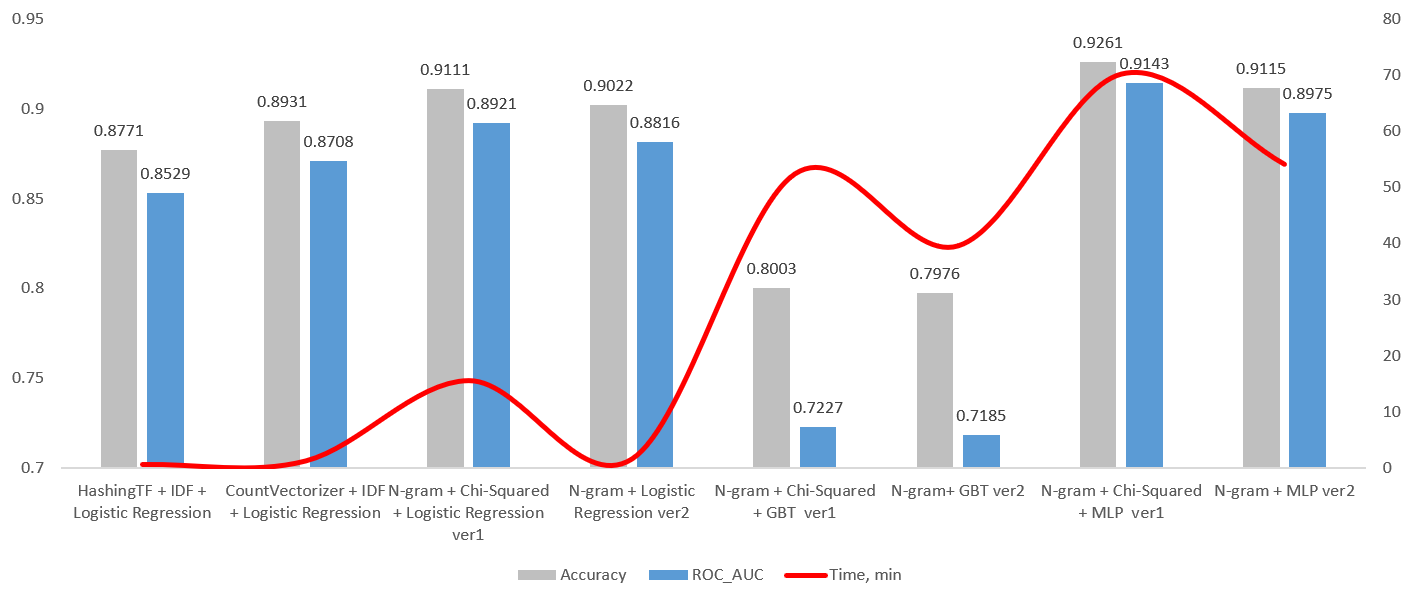 0.95
0.9
0.85
0.8
0.75
0.7
80
70
60
50
40
30
20
10
0
0.8771
0.8529
0.8931
0.8708
0.9111
0.8921
0.9022
0.8816
0.8003
0.7227
0.7976
0.7185
0.9261
0.9143
0.9115
0.8975
HashingTF + IDF +
Logistic Regression
CountVectorizer + IDF
+ Logistic Regression
N-gram + Chi-Squared
+ Logistic Regression
ver1
N-gram + Logistic
Regression ver2
N-gram + Chi-Squared
+ GBT ver1
N-gram+ GBT ver2
N-gram + Chi-Squared
+ MLP ver1
N-gram + MLP ver2
Accuracy
ROC_AUC
Time, min